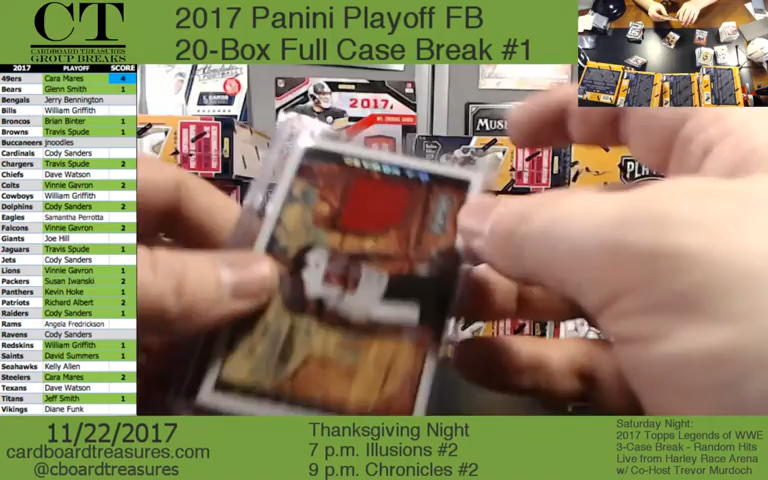 CT
CARDBOARD TREASURES
GROUP BREAKS
2017 Panini Playoff FB
20-Box Full Case Break #1
2017 PLAYOFF SCORE
49ers Cara Mares 4
Bears Glenn Smith 1
Bengals Jerry Bennington
Bills William Griffith
Broncos Brian Binter 1
Browns Travis Spude 1
Buccaneers Jnoodles
Cardinals Cody Sanders
Chargers Travis Spude 2
Chiefs Dave Watson
Colts Vinnie Gavron 2
Cowboys William Griffith
Dolphins Cody Sanders 2
Eagles Samantha Perrotta
Falcons Vinnie Gavron 2
Giants Joe Hill
Jaguars Travis Spude 1
Jets Cody Sanders
Lions Vinnie Gavron 1
Packers Susan Iwanski 2
Panthers Kevin Hoke 1
Patriots Richard Albert 2
Raiders Cody Sanders 1
Rams Angela Fredrickson
Ravens Cody Sanders
Redskins William Griffith 1
Saints David Summers 1
Seahawks Kelly Allen
Steelers Cara Mares 2
Texans Dave Watson
Titans Jeff Smith 1
Vikings Diane Funk
2017
11/22/2017
cardboardtreasures.com
@cboardtreasures
Thanksgiving Night
7 p.m. Illusions #2
9 p.m. Chronicles #2
Saturday Night:
2017 Topps Legends of WWE
3-Case Break - Random Hits
Live from Harley Race Arena
w/ Co-Host Trevor Murdoch